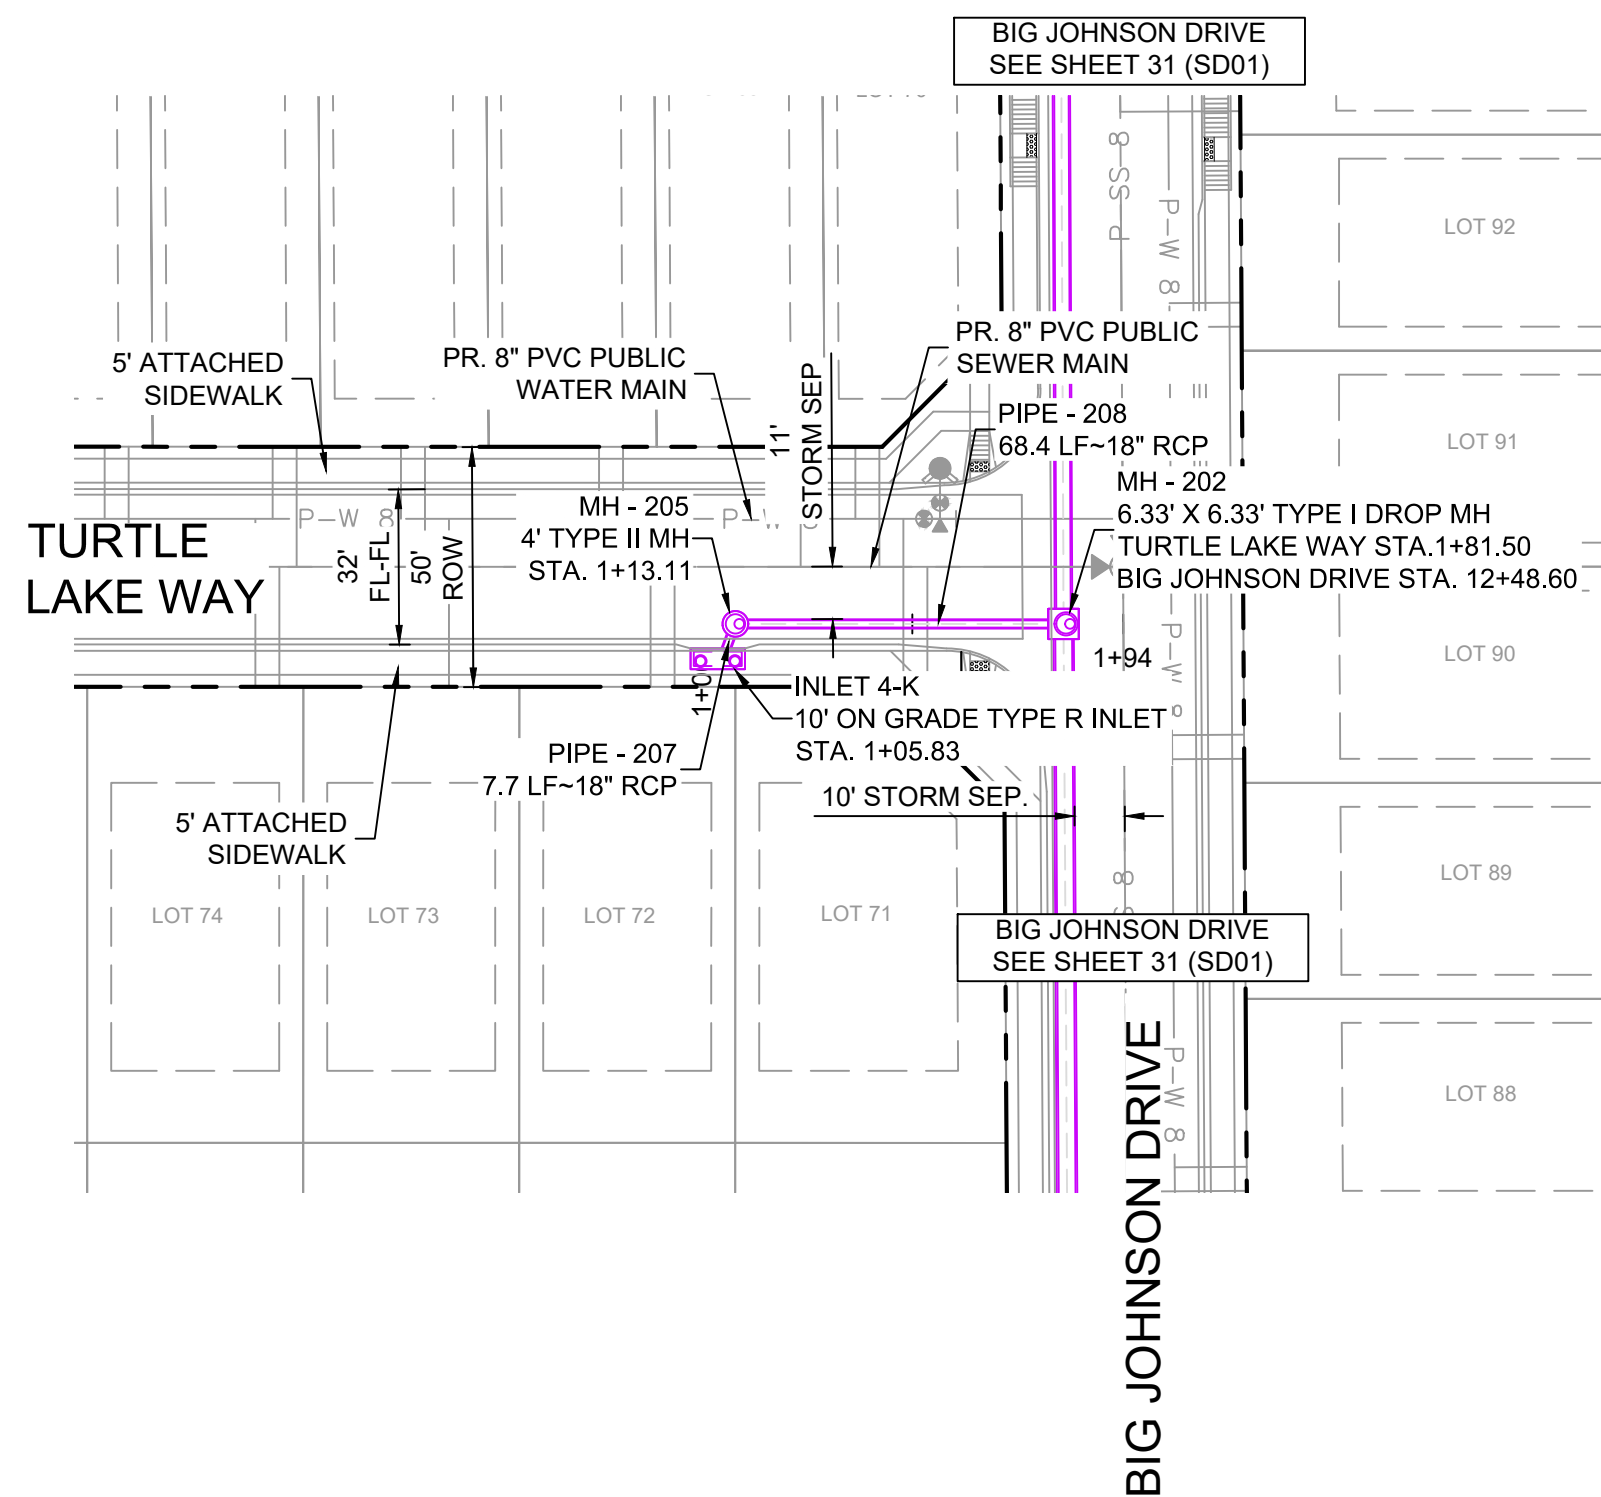 BIG JOHNSON DRIVE
SEE SHEET 31 (SD01)
P SS 8
P-W 8
LOT 92
PR. 8" PVC PUBLIC
SEWER MAIN
5' ATTACHED
SIDEWALK
PR. 8" PVC PUBLIC
WATER MAIN
11'
STORM SEP
PIPE - 208
68.4 LF~18" RCP
LOT 91
MH - 202
6.33' X 6.33' TYPE I DROP MH
TURTLE LAKE WAY STA.1+81.50
BIG JOHNSON DRIVE STA. 12+48.60
MH - 205
4' TYPE II MH
STA. 1+13.11
P-W 8
TURTLE
LAKE WAY
32'
FL-FL
50'
ROW
1+94
LOT 90
INLET 4-K
10' ON GRADE TYPE R INLET
STA. 1+05.83
PIPE - 207
7.7 LF~18" RCP
10' STORM SEP.
5' ATTACHED
SIDEWALK
LOT 74
LOT 73
LOT 72
LOT 71
LOT 89
BIG JOHNSON DRIVE
SEE SHEET 31 (SD01)
P-W 8
LOT 88
BIG JOHNSON DRIVE